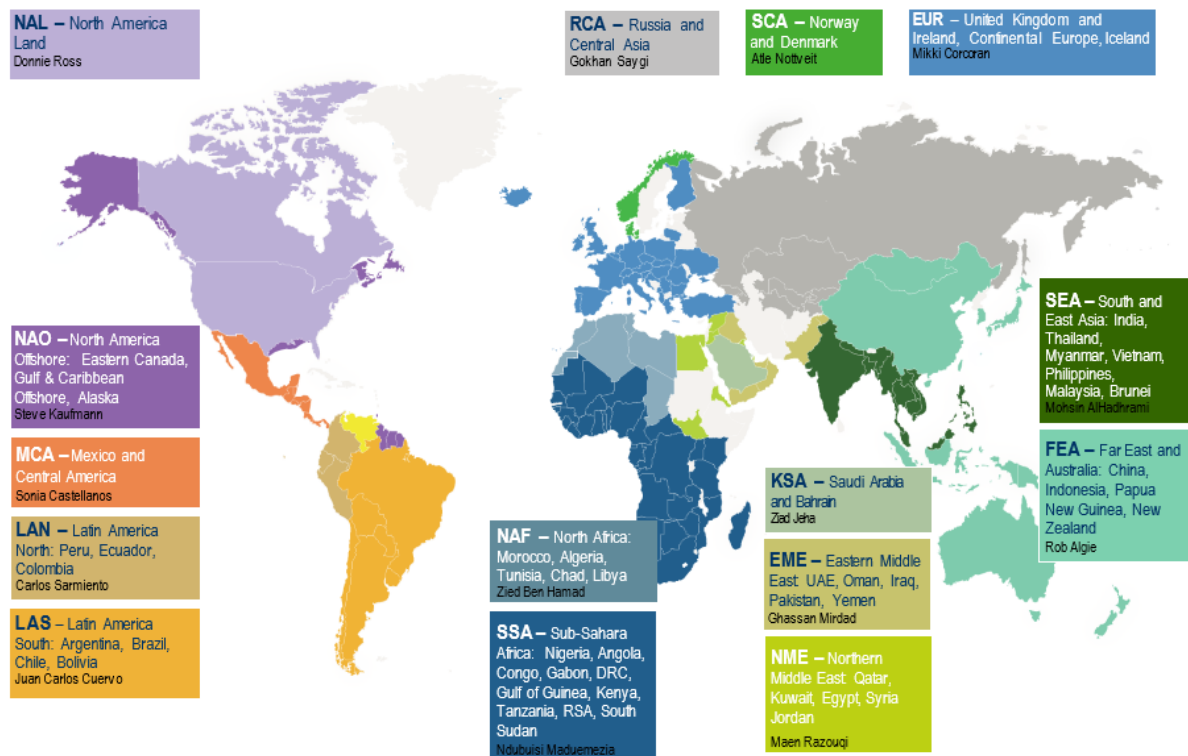 NAL – North America
Land
Donnie Ross
RCA – Russia and
Central Asia
Gokhan Saygi
SCA – Norway
and Denmark
Atle Nottveit
EUR – United Kingdom and
Ireland, Continental Europe, Iceland
Mikki Corcoran
NAO – North America
Offshore: Eastern Canada,
Gulf & Caribbean
Offshore, Alaska
Steve Kaufmann
MCA – Mexico and
Central America
Sonia Castellanos
LAN – Latin America
North: Peru, Ecuador,
Colombia
Carlos Sarmiento
LAS – Latin America
South: Argentina, Brazil,
Chile, Bolivia
Juan Carlos Cuervo
NAF – North Africa:
Morocco, Algeria,
Tunisia, Chad, Libya
Zied Ben Hamad
SSA – Sub-Sahara
Africa: Nigeria, Angola,
Congo, Gabon, DRC,
Gulf of Guinea, Kenya,
Tanzania, RSA, South
Sudan
Ndubuisi Maduemezia
KSA – Saudi Arabia
and Bahrain
Ziad Jeha
EME – Eastern Middle
East UAE, Oman, Iraq,
Pakistan, Yemen
Ghassan Mirdad
NME – Northern
Middle East: Qatar,
Kuwait, Egypt, Syria
Jordan
Maen Razouqi
SEA – South and
East Asia: India,
Thailand,
Myanmar, Vietnam,
Philippines,
Malaysia, Brunei
Mohsin AlHadhrami
FEA – Far East and
Australia: China,
Indonesia, Papua
New Guinea, New
Zealand
Rob Algie